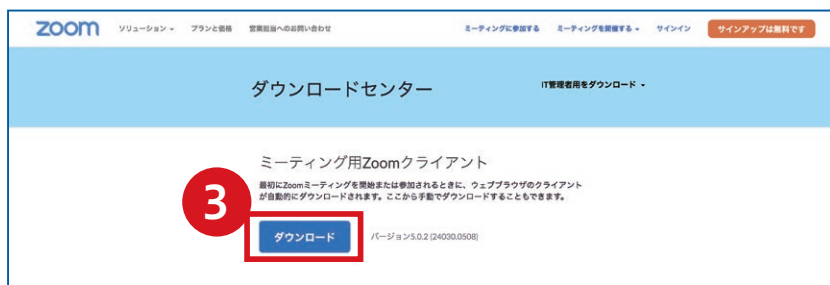 zoom ソリューション プランと価格 営業担当へのお問い合わせ ミーティングに参加する ミーティングを開催する サインイン サインアップは無料です
ダウンロードセンター IT管理者用をダウンロード
ミーティング用Zoomクライアント
最初にZoomミーティングを開始または参加されるときに、ウェブブラウザのクライアント
が自動的にダウンロードされます。ここから手動でダウンロードすることもできます。
3
ダウンロード バージョン5.0.2 (24030.0508)